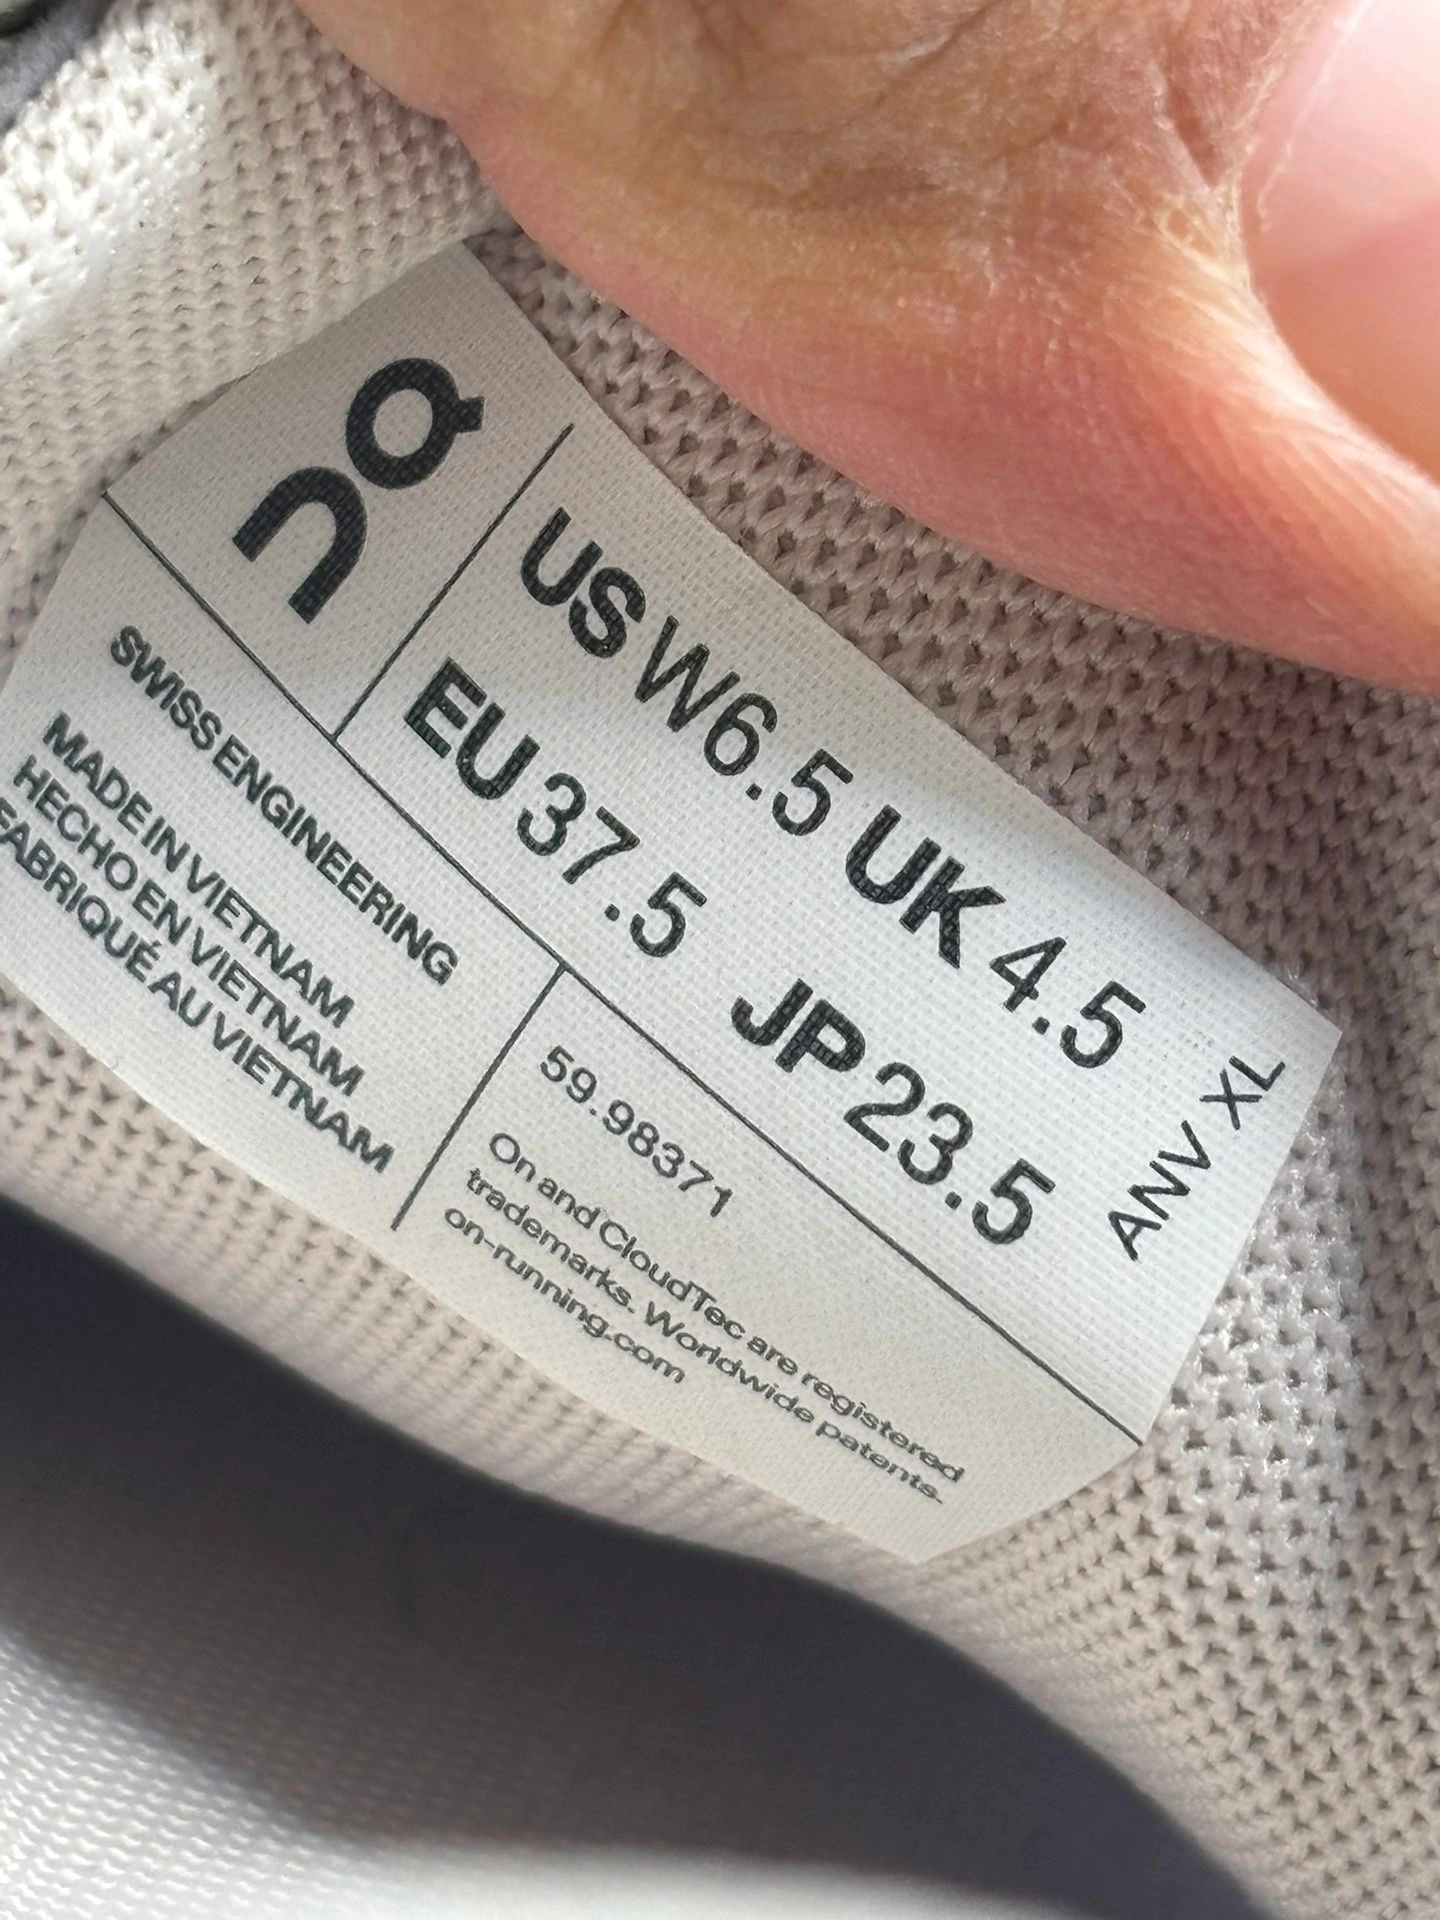 On
US W6.5 UK 4.5
EU 37.5 JP 23.5
ANV XL
SWISS ENGINEERING
MADE IN VIETNAM
HECHO EN VIETNAM
FABRIQUÉ AU VIETNAM
59.98371
On and CloudTec are registered
trademarks. Worldwide patents.
on-running.com